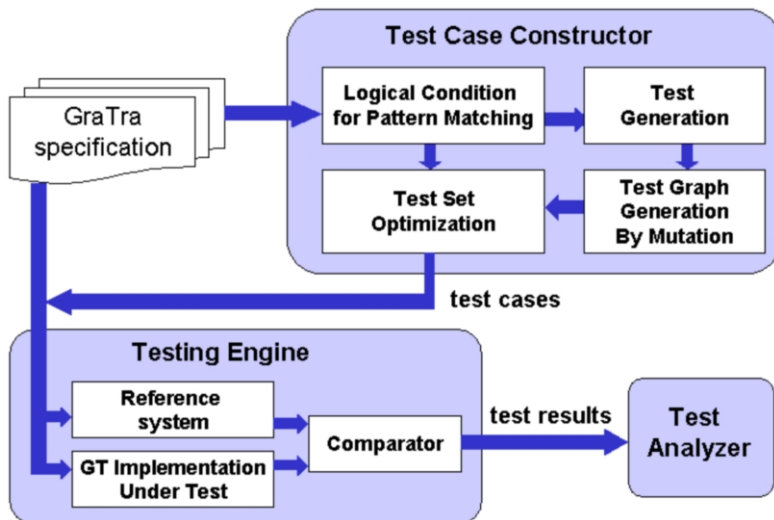 Test Case Constructor
GraTra
specification
Logical Condition
for Pattern Matching
Test
Generation
Test Set
Optimization
Test Graph
Generation
By Mutation
test cases
Testing Engine
Reference
system
GT Implementation
Under Test
Comparator
test results
Test
Analyzer